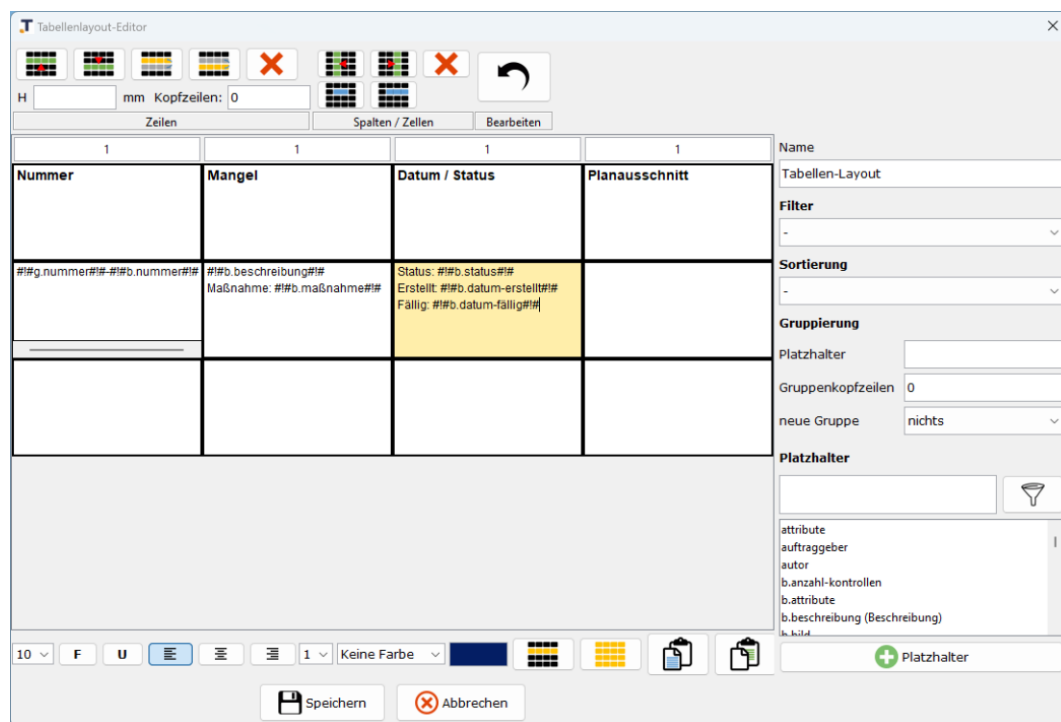 Tabellenlayout-Editor
H mm Kopfzeilen: 0
Zeilen Spalten / Zellen Bearbeiten
1 1 1 1
Nummer Mangel Datum / Status Planausschnitt
#!#g.nummer#!#-#!#b.nummer#!# #!#b.beschreibung#!# Status: #!#b.status#!#
Maßnahme: #!#b.maßnahme#!# Erstellt: #!#b.datum-erstellt#!#
Fällig: #!#b.datum-fällig#!#
Name
Tabellen-Layout
Filter
-
Sortierung
-
Gruppierung
Platzhalter
Gruppenkopfzeilen 0
neue Gruppe nichts
Platzhalter
attribute
auftraggeber
autor
b.anzahl-kontrollen
b.attribute
b.beschreibung (Beschreibung)
b.bild
10 F U 1 Keine Farbe
Platzhalter
Speichern Abbrechen